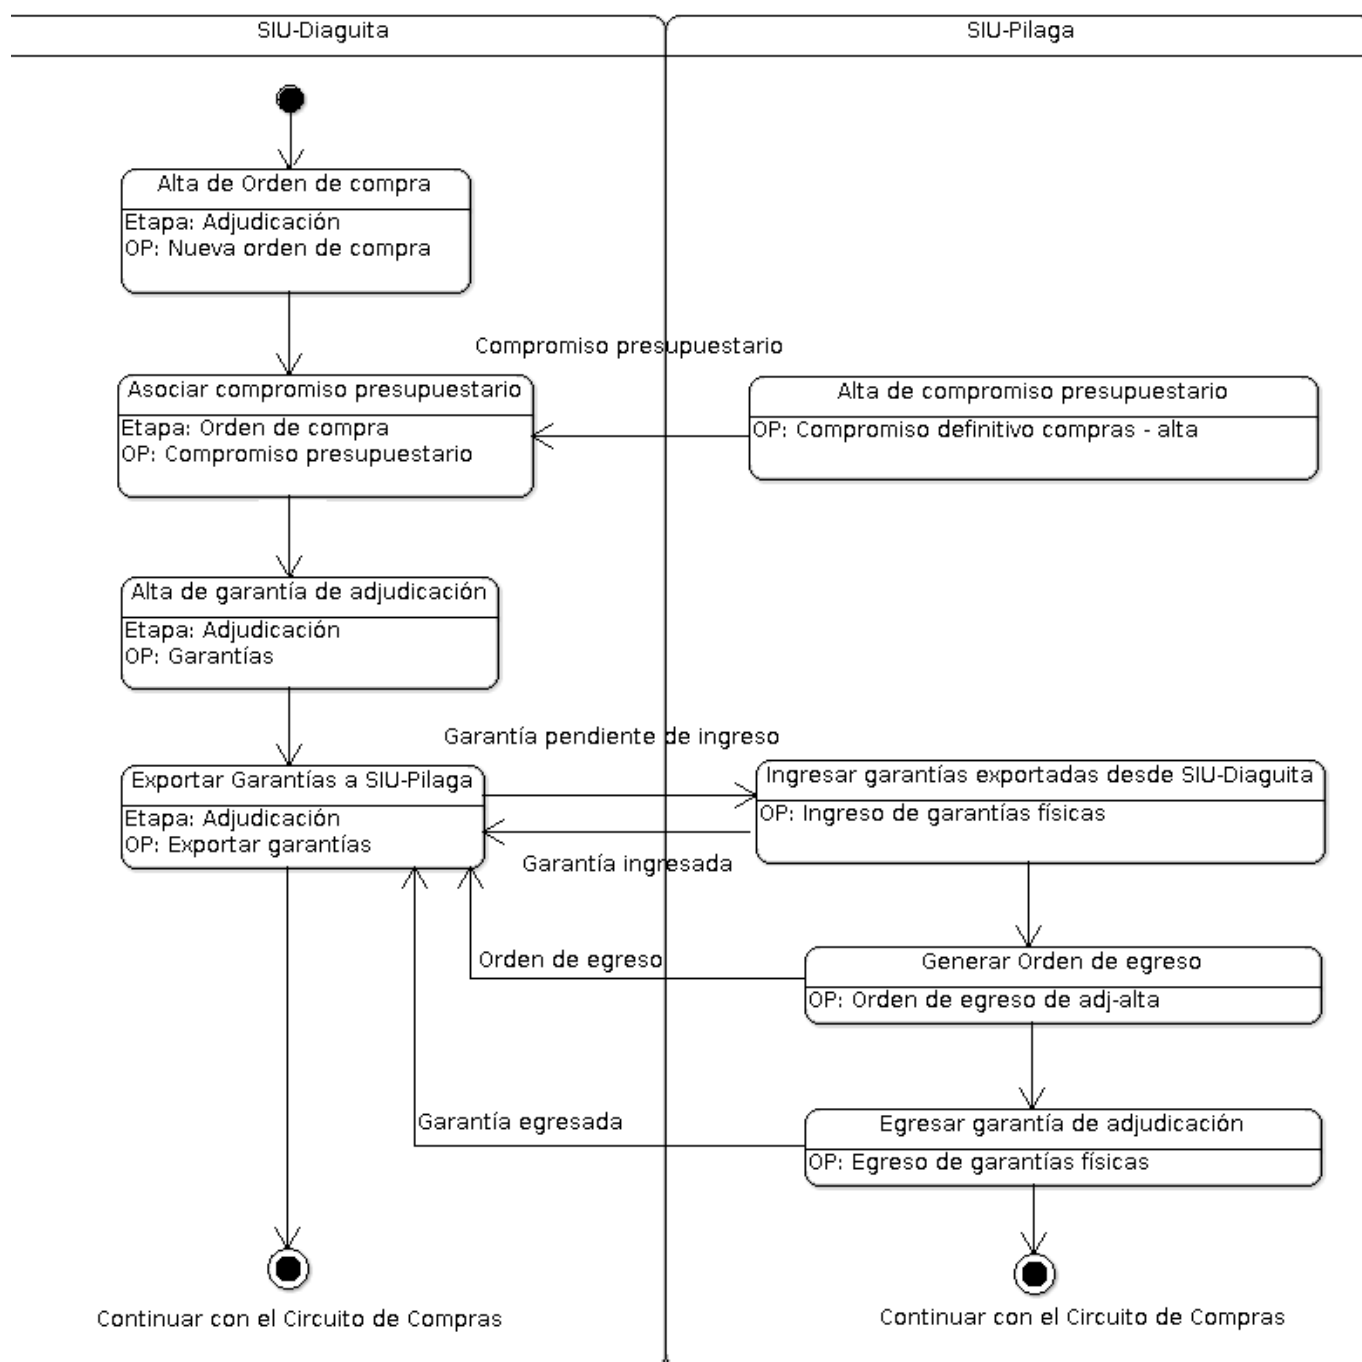 SIU-Diaguita
SIU-Pilaga
Alta de Orden de compra
Etapa: Adjudicación
OP: Nueva orden de compra
Compromiso presupuestario
Asociar compromiso presupuestario
Etapa: Orden de compra
OP: Compromiso presupuestario
Alta de compromiso presupuestario
OP: Compromiso definitivo compras - alta
Alta de garantía de adjudicación
Etapa: Adjudicación
OP: Garantías
Garantía pendiente de ingreso
Exportar Garantías a SIU-Pilaga
Etapa: Adjudicación
OP: Exportar garantías
Ingresar garantías exportadas desde SIU-Diaguita
OP: Ingreso de garantías físicas
Garantía ingresada
Orden de egreso
Generar Orden de egreso
OP: Orden de egreso de adj-alta
Garantía egresada
Egresar garantía de adjudicación
OP: Egreso de garantías físicas
Continuar con el Circuito de Compras
Continuar con el Circuito de Compras